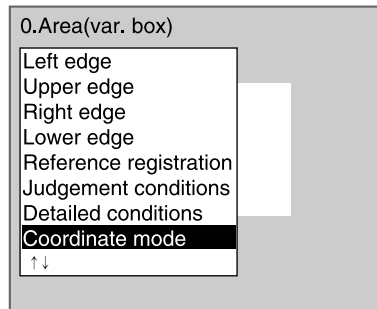 0.Area(var. box)
Left edge
Upper edge
Right edge
Lower edge
Reference registration
Judgement conditions
Detailed conditions
Coordinate mode
↑↓